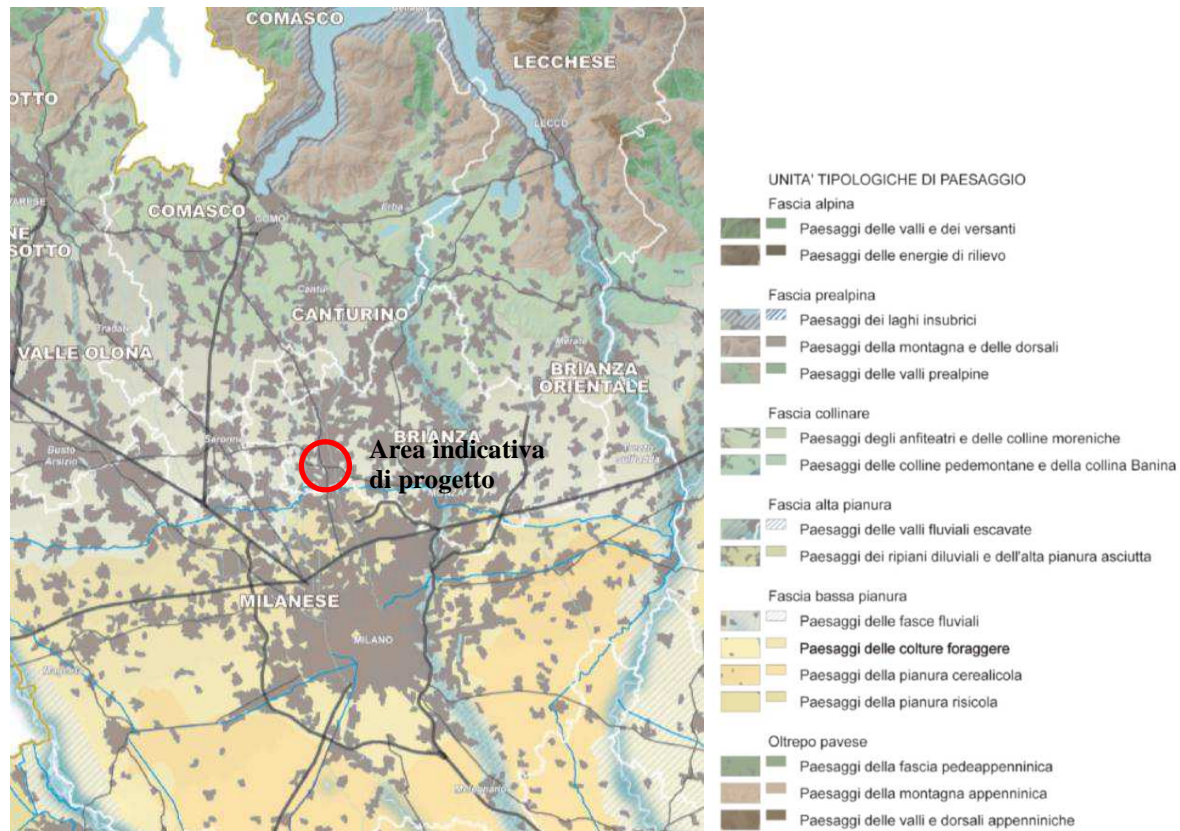 COMASCO
LECCHESE
OTTO
LECCO
VARESE
COMASCO
COMO
Erba
NE
SOTTO
Cantù
CANTURINO
Tradate
VALLE OLONA
Merate
BRIANZA
ORIENTALE
Saronno
BRIANZA
Busto
Arsizio
Area indicativa
di progetto
MILANESE
MILANO
Magenta
Melegnano
UNITA' TIPOLOGICHE DI PAESAGGIO
Fascia alpina
Paesaggi delle valli e dei versanti
Paesaggi delle energie di rilievo
Fascia prealpina
Paesaggi dei laghi insubrici
Paesaggi della montagna e delle dorsali
Paesaggi delle valli prealpine
Fascia collinare
Paesaggi degli anfiteatri e delle colline moreniche
Paesaggi delle colline pedemontane e della collina Banina
Fascia alta pianura
Paesaggi delle valli fluviali escavate
Paesaggi dei ripiani diluviali e dell'alta pianura asciutta
Fascia bassa pianura
Paesaggi delle fasce fluviali
Paesaggi delle colture foraggere
Paesaggi della pianura cerealicola
Paesaggi della pianura risicola
Oltrepo pavese
Paesaggi della fascia pedeappenninica
Paesaggi della montagna appenninica
Paesaggi delle valli e dorsali appenniniche